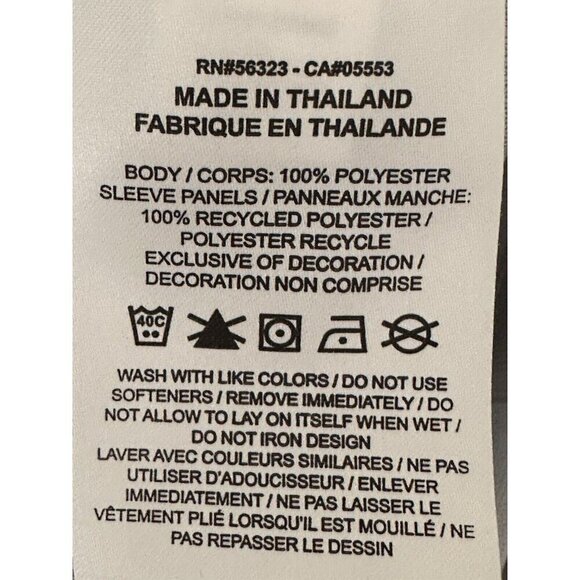 RN#56323 - CA#05553
MADE IN THAILAND
FABRIQUE EN THAILANDE
BODY / CORPS: 100% POLYESTER
SLEEVE PANELS / PANNEAUX MANCHE:
100% RECYCLED POLYESTER /
POLYESTER RECYCLE
EXCLUSIVE OF DECORATION /
DECORATION NON COMPRISE
40C
WASH WITH LIKE COLORS / DO NOT USE
SOFTENERS / REMOVE IMMEDIATELY / DO
NOT ALLOW TO LAY ON ITSELF WHEN WET /
DO NOT IRON DESIGN
LAVER AVEC COULEURS SIMILAIRES / NE PAS
UTILISER D'ADOUCISSEUR / ENLEVER
IMMEDIATEMENT / NE PAS LAISSER LE
VÊTEMENT PLIÉ LORSQU'IL EST MOUILLÉ / NE
PAS REPASSER LE DESSIN